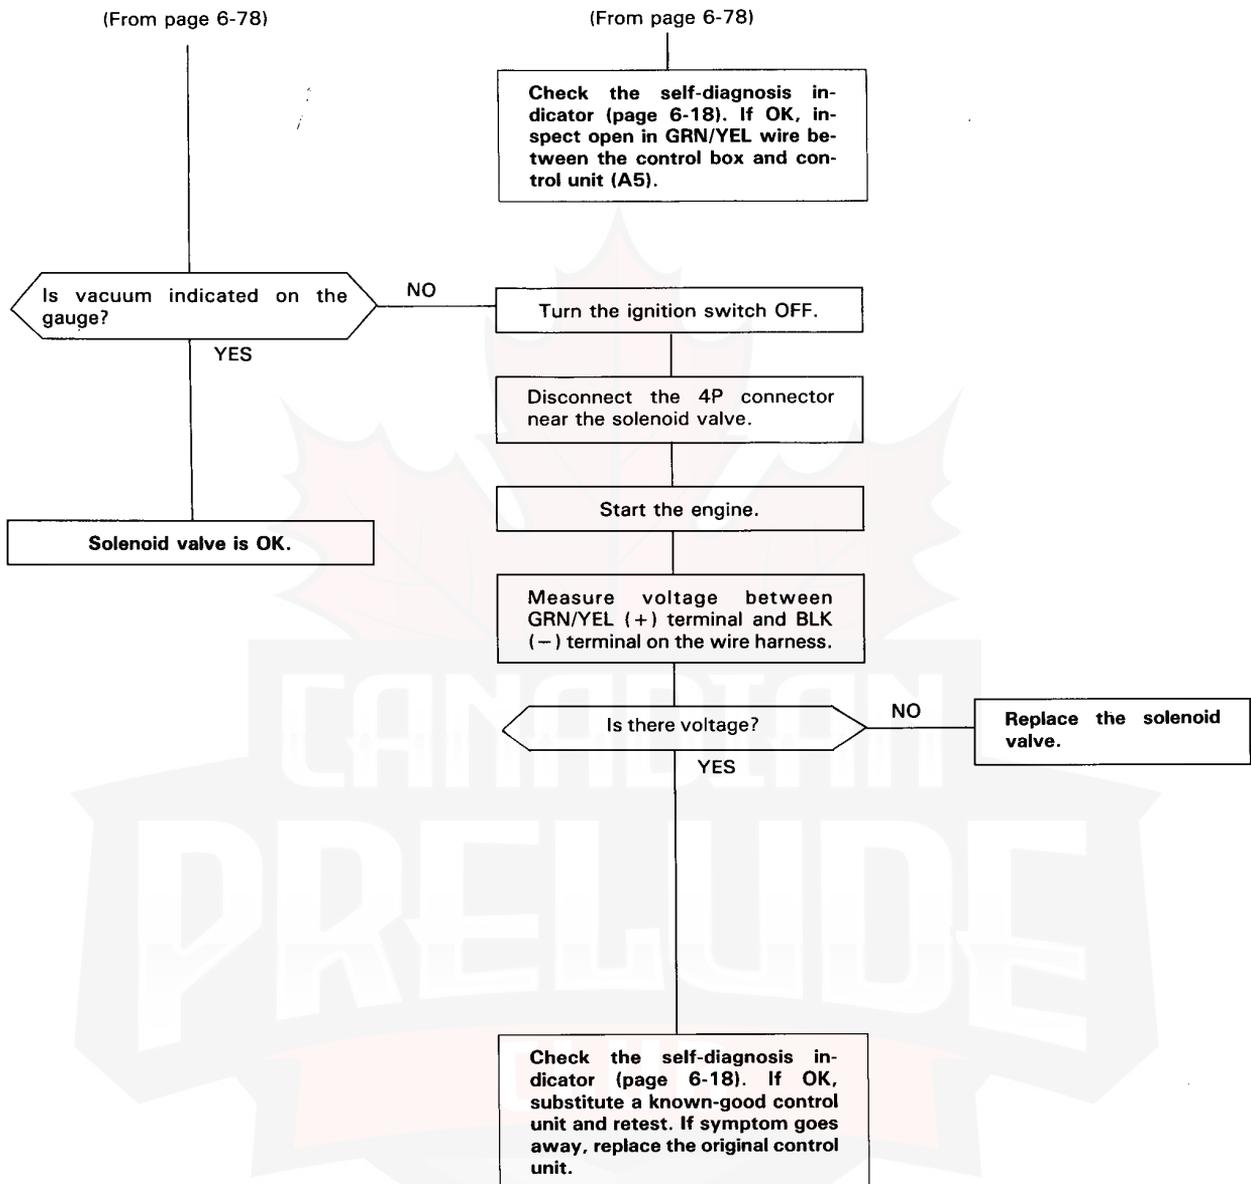 (From page 6-78)
(From page 6-78)
Check the self-diagnosis in-
dicator (page 6-18). If OK, in-
spect open in GRN/YEL wire be-
tween the control box and con-
trol unit (A5).
Is vacuum indicated on the
gauge?
NO
YES
Turn the ignition switch OFF.
Disconnect the 4P connector
near the solenoid valve.
Start the engine.
Solenoid valve is OK.
Measure voltage between
GRN/YEL (+) terminal and BLK
(−) terminal on the wire harness.
Is there voltage?
NO
YES
Replace the solenoid
valve.
CANADIAN
PRELUDE
CLUB
Check the self-diagnosis in-
dicator (page 6-18). If OK,
substitute a known-good control
unit and retest. If symptom goes
away, replace the original control
unit.